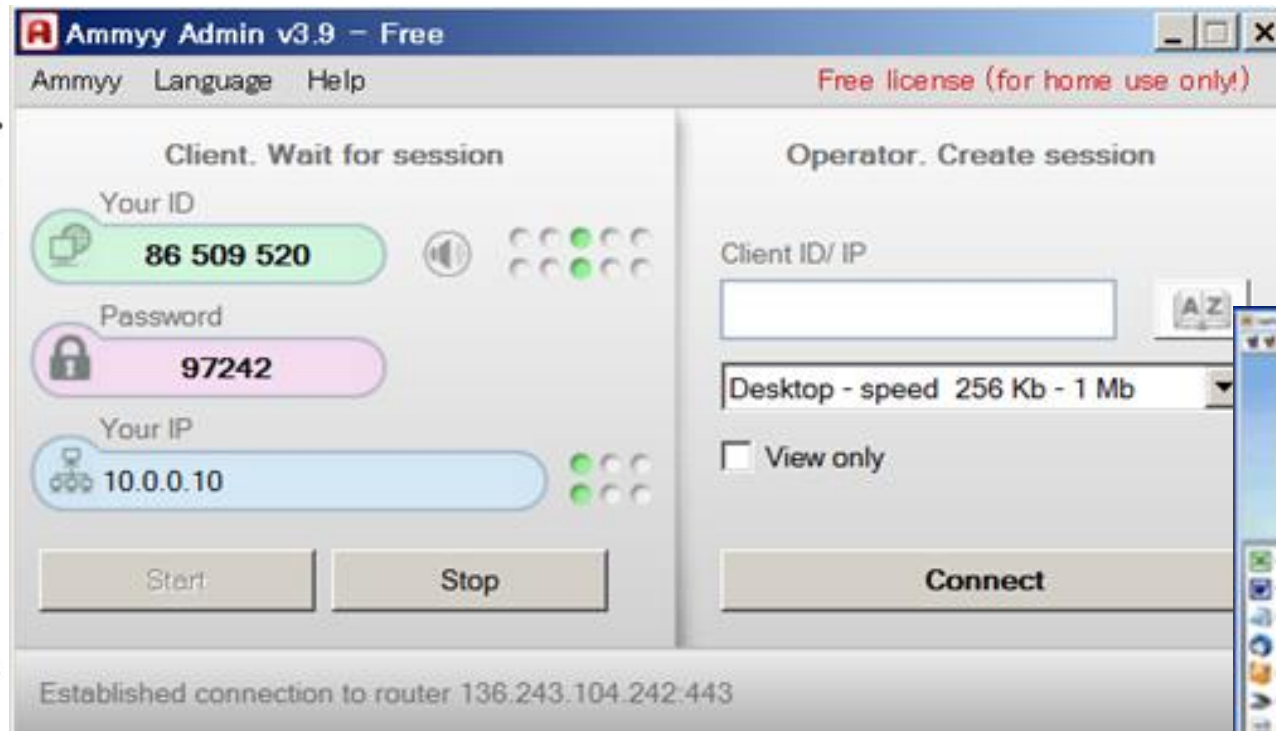 Ammyy Admin v3.9 - Free
Ammyy Language Help
Free license (for home use only!)
Client. Wait for session
Your ID
86 509 520
Password
97242
Your IP
10.0.0.10
Start
Stop
Operator. Create session
Client ID/ IP
A Z
Desktop - speed 256 Kb - 1 Mb
View only
Connect
Established connection to router 136.243.104.242:443